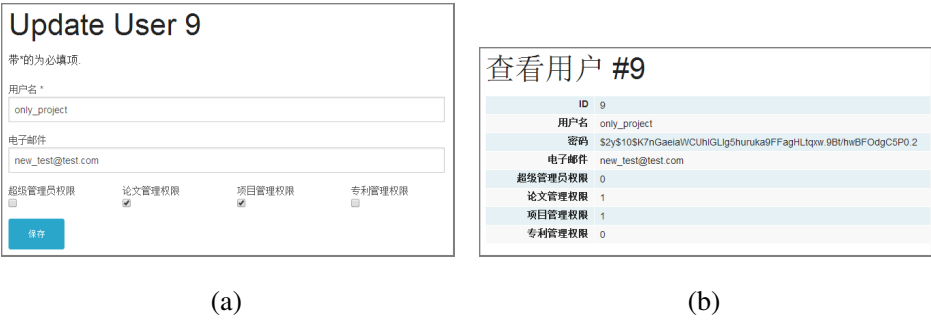 Update User 9
带*的为必填项.
用户名 *
only_project
电子邮件
new_test@test.com
超级管理员权限 论文管理权限 项目管理权限 专利管理权限
保存
(a)
查看用户 #9
ID 9
用户名 only_project
密码 $2y$10$K7nGaeiaWCUhIGLIg5huruka9FFagHLtqxw.9Bt/hwBFOdgC5P0.2
电子邮件 new_test@test.com
超级管理员权限 0
论文管理权限 1
项目管理权限 1
专利管理权限 0
(b)